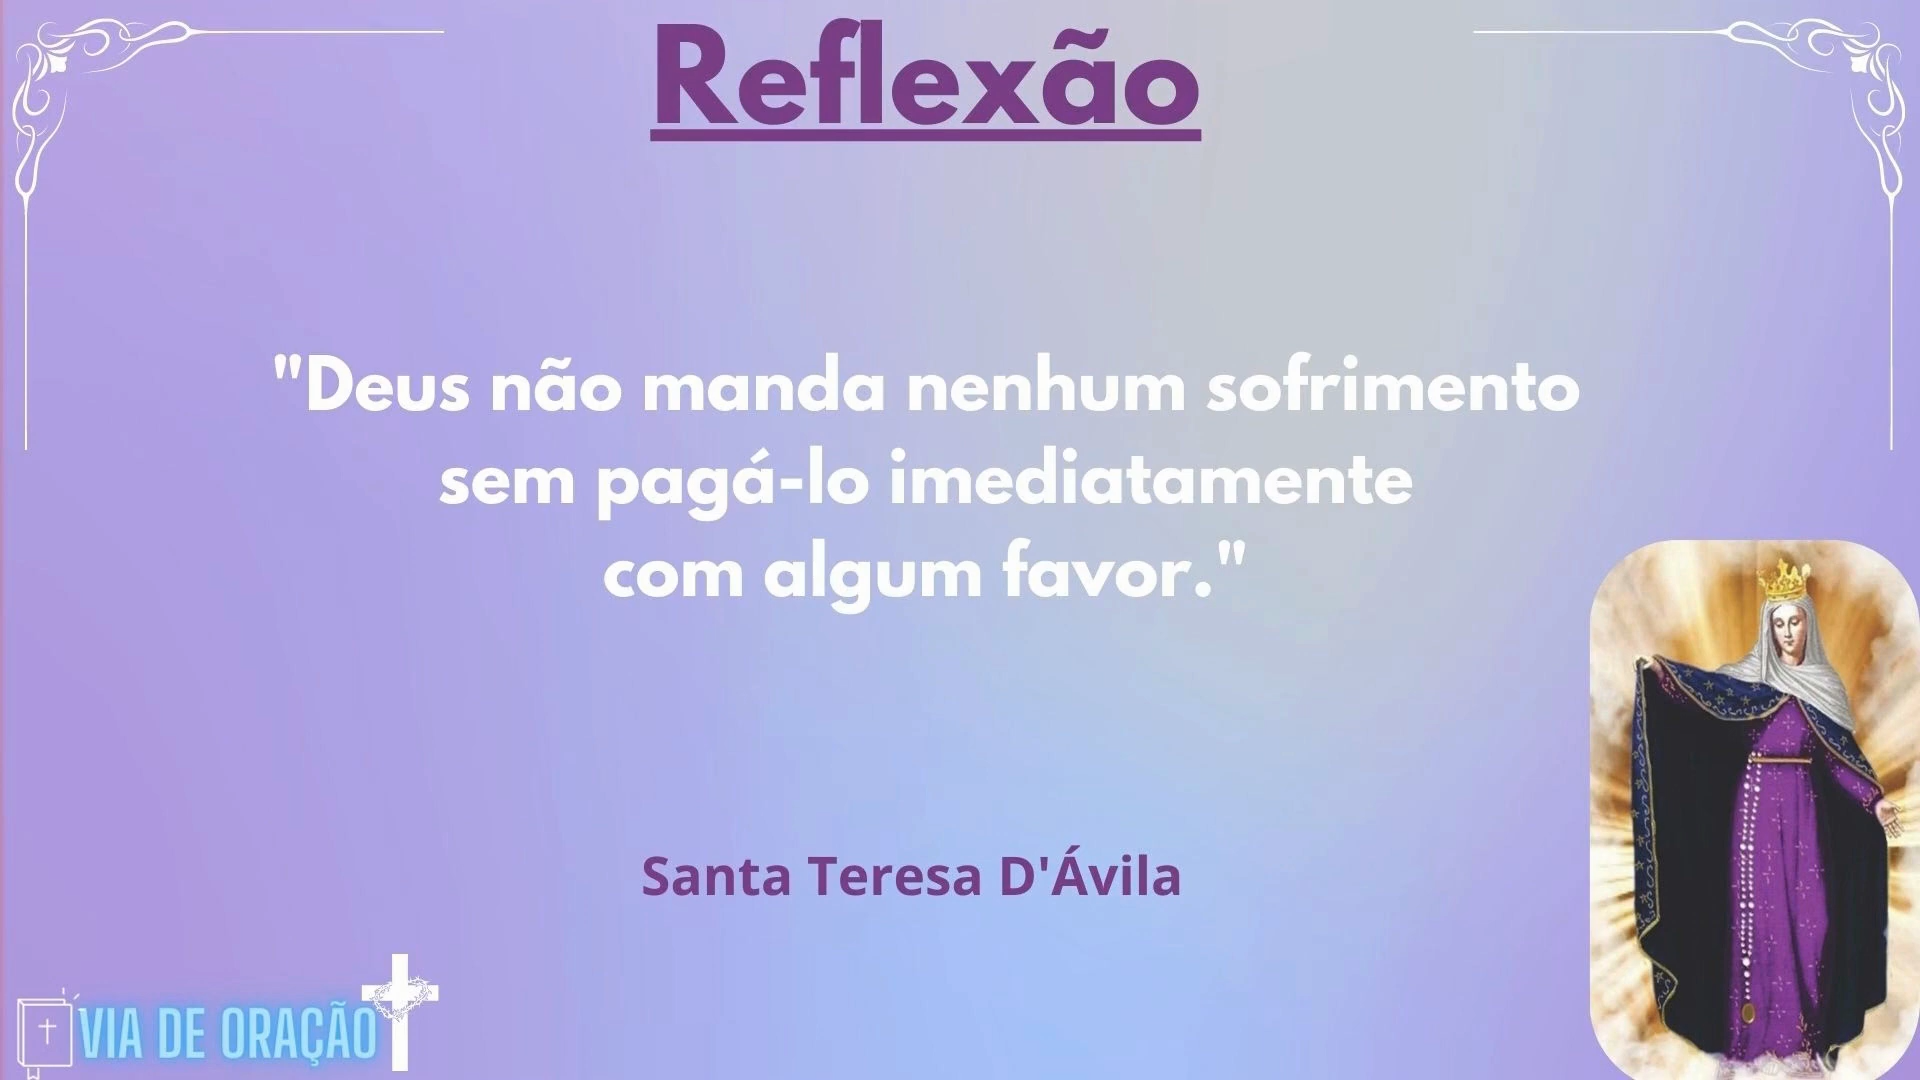 Reflexão
"Deus não manda nenhum sofrimento
sem pagá-lo imediatamente
com algum favor."
Santa Teresa D'Ávila
VIA DE ORAÇÃO